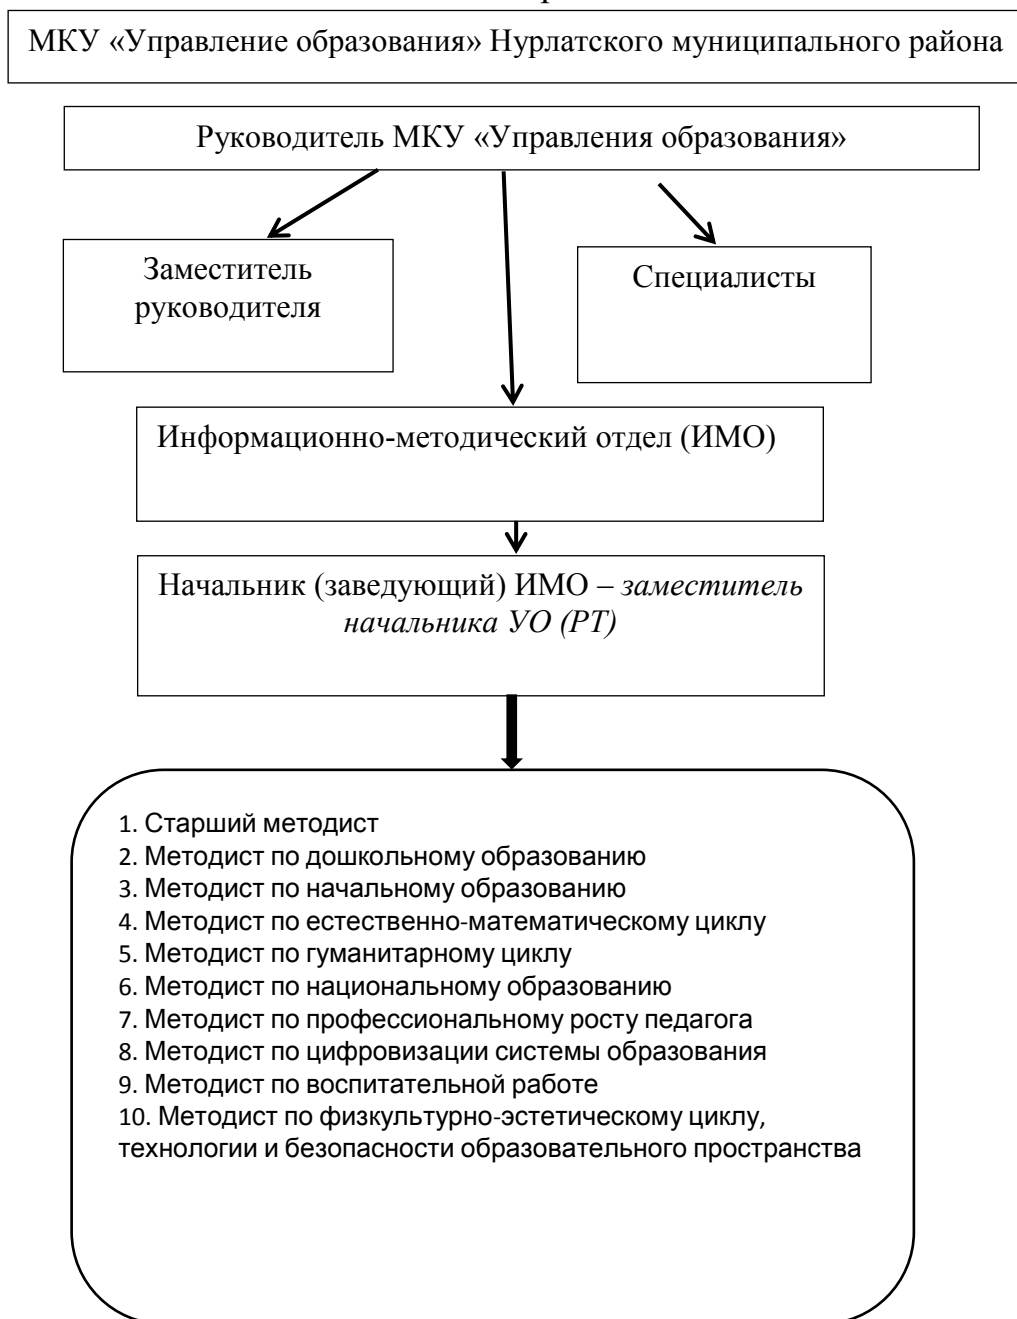 МКУ «Управление образования» Нурлатского муниципального района
Руководитель МКУ «Управления образования»
Заместитель
руководителя
Специалисты
Информационно-методический отдел (ИМО)
Начальник (заведующий) ИМО – заместитель
начальника УО (РТ)
1. Старший методист
2. Методист по дошкольному образованию
3. Методист по начальному образованию
4. Методист по естественно-математическому циклу
5. Методист по гуманитарному циклу
6. Методист по национальному образованию
7. Методист по профессиональному росту педагога
8. Методист по цифровизации системы образования
9. Методист по воспитательной работе
10. Методист по физкультурно-эстетическому циклу,
технологии и безопасности образовательного пространства